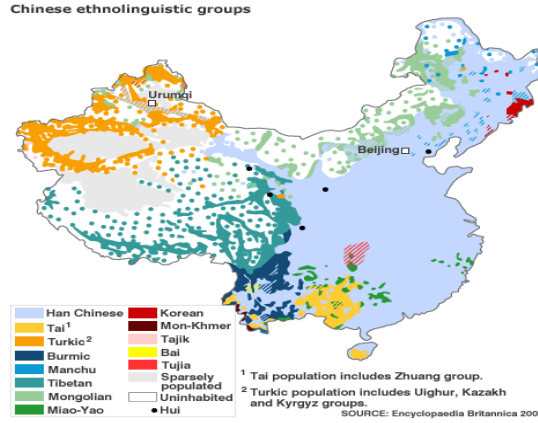 Chinese ethnolinguistic groups
Urumqi
Beijing
Han Chinese
Tai¹
Turkic²
Burmic
Manchu
Tibetan
Mongolian
Miao-Yao
Korean
Mon-Khmer
Tajik
Bai
Tujia
Sparsely
populated
Uninhabited
Hui
¹ Tai population includes Zhuang group.
² Turkic population includes Uighur, Kazakh
and Kyrgyz groups.
SOURCE: Encyclopaedia Britannica 200